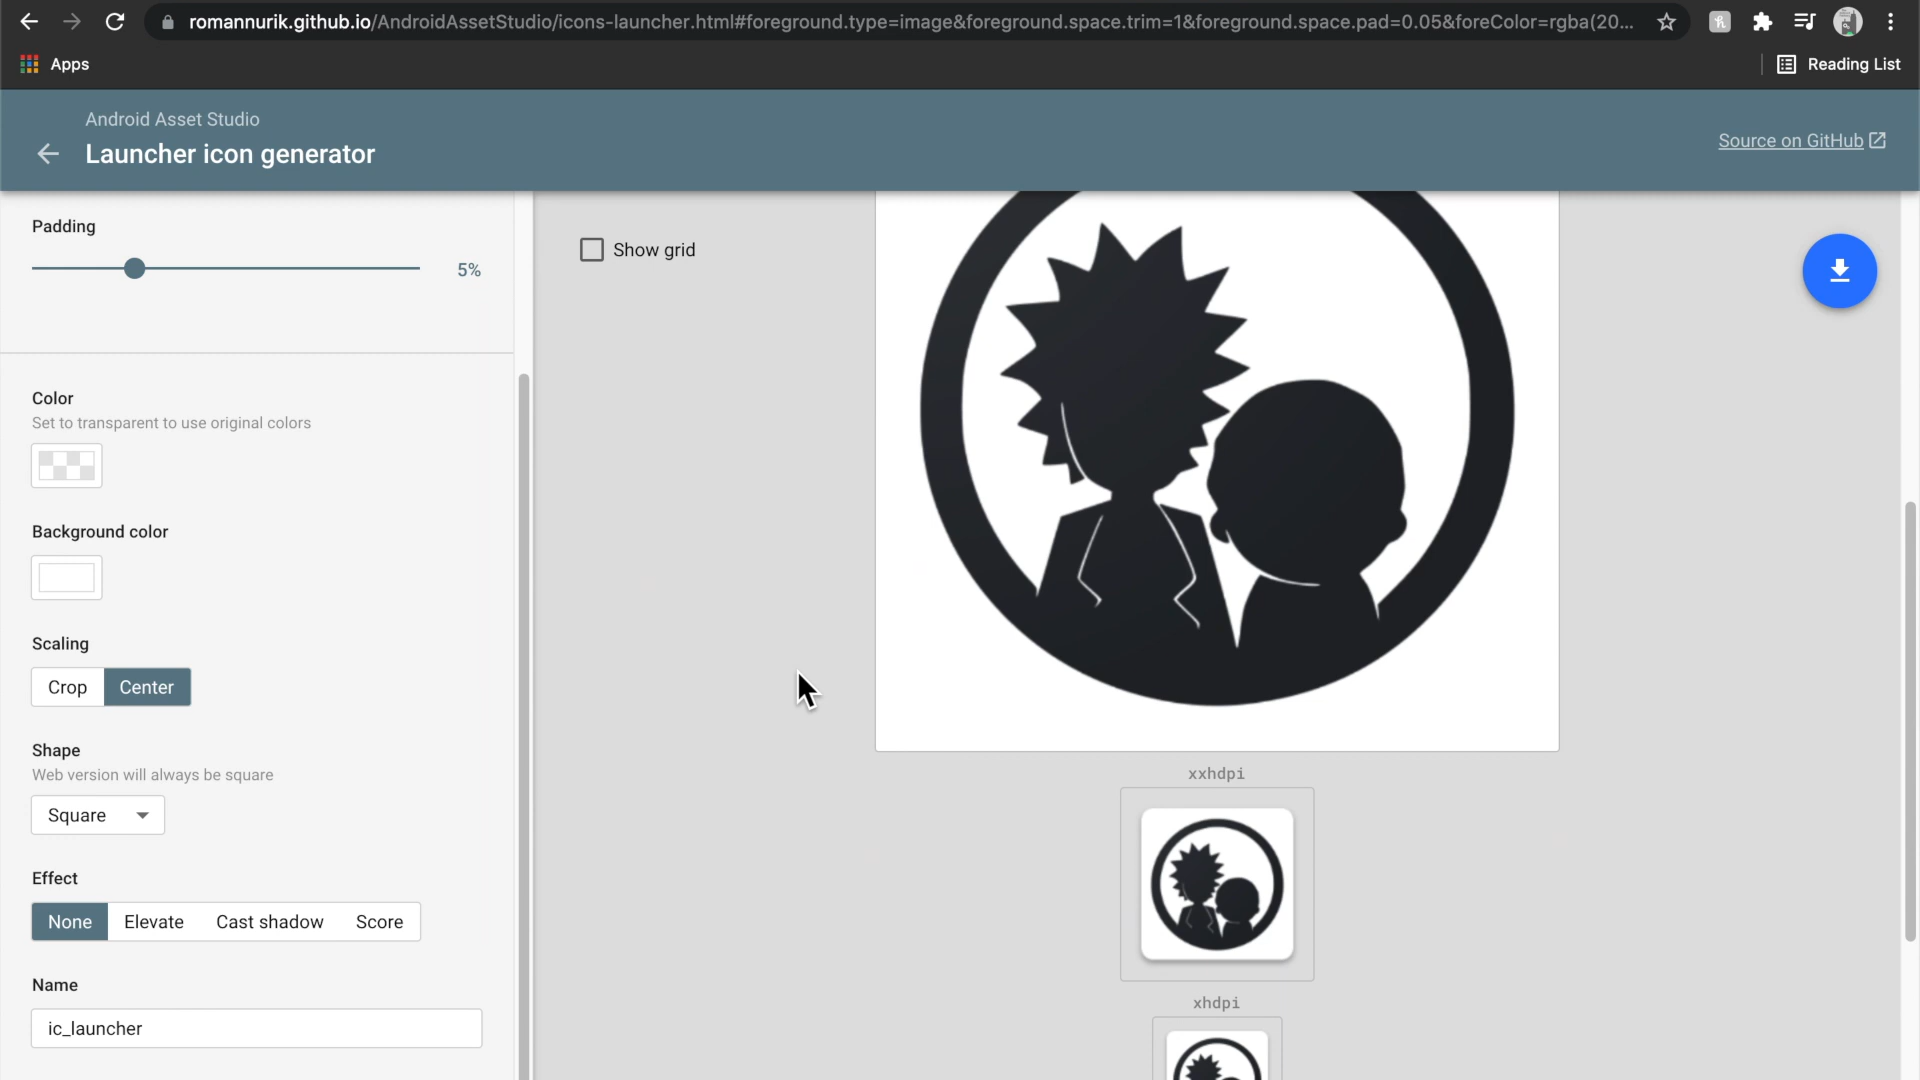 romannurik.github.io/AndroidAssetStudio/icons-launcher.html#foreground.type=image&foreground.space.trim=1&foreground.space.pad=0.05&foreColor=rgba(20...
Apps
Reading List
Android Asset Studio
Launcher icon generator
Source on GitHub
Padding
5%
Show grid
Color
Set to transparent to use original colors
Background color
Scaling
Crop
Center
Shape
Web version will always be square
Square
Effect
None
Elevate
Cast shadow
Score
Name
ic_launcher
xxhdpi
xhdpi